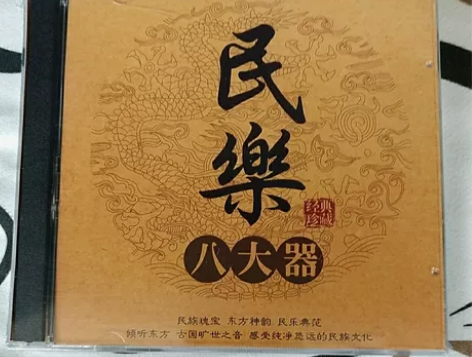 民樂
经典
珍藏
八大器
民族瑰宝 东方神韵 民乐典范
倾听东方 古国旷世之音 感受纯净悠远的民族文化